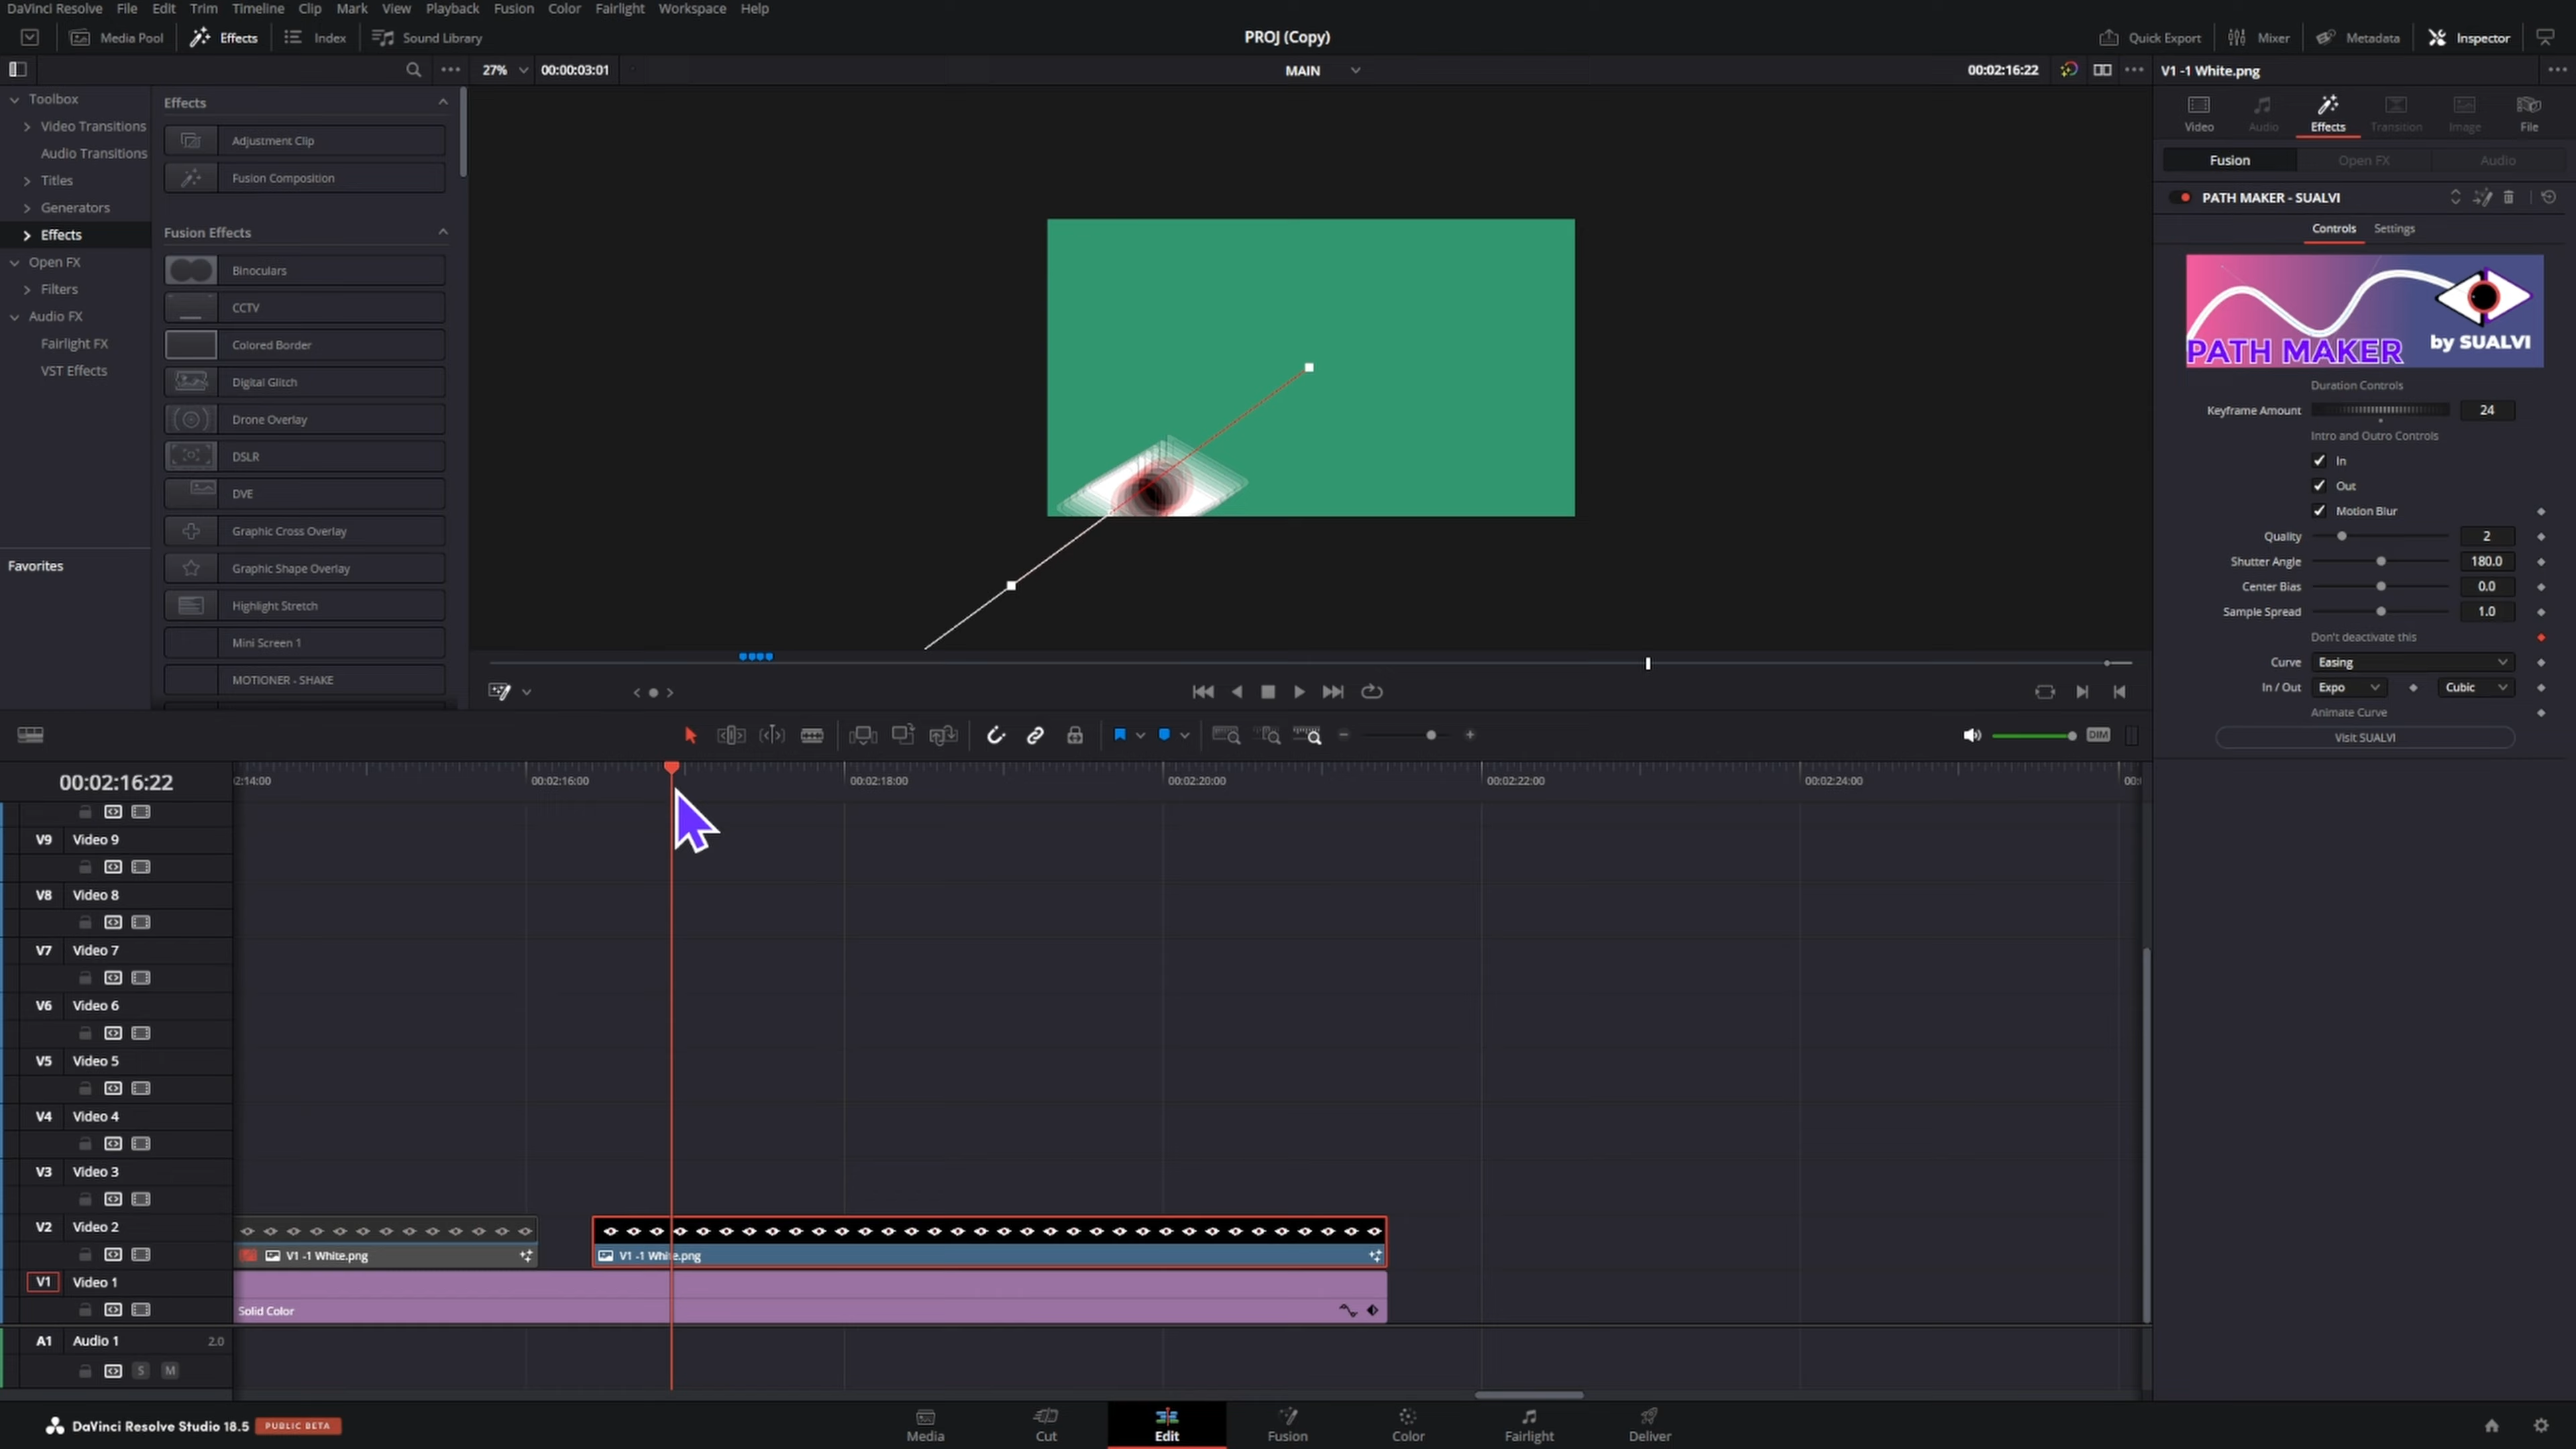 DaVinci Resolve File Edit Trim Timeline Clip Mark View Playback Fusion Color Fairlight Workspace Help
Media Pool Effects Index Sound Library PROJ (Copy) Quick Export Mixer Metadata Inspector
27% 00:00:03:01 MAIN 00:02:16:22 V1 -1 White.png
Toolbox
Video Transitions
Audio Transitions
Titles
Generators
Effects
Open FX
Filters
Audio FX
Fairlight FX
VST Effects
Favorites
Effects
Adjustment Clip
Fusion Composition
Fusion Effects
Binoculars
CCTV
Colored Border
Digital Glitch
Drone Overlay
DSLR
DVE
Graphic Cross Overlay
Graphic Shape Overlay
Highlight Stretch
Mini Screen 1
MOTIONER - SHAKE
Video Audio Effects Transition Image File
Fusion Open FX Audio
PATH MAKER - SUALVI
Controls Settings
PATH MAKER by SUALVI
Duration Controls
Keyframe Amount 24
Intro and Outro Controls
In
Out
Motion Blur
Quality 2
Shutter Angle 180.0
Center Bias 0.0
Sample Spread 1.0
Don't deactivate this
Curve Easing
In / Out Expo Cubic
Animate Curve
Visit SUALVI
DIM
00:02:16:22 02:14:00 00:02:16:00 00:02:18:00 00:02:20:00 00:02:22:00 00:02:24:00
V9 Video 9
V8 Video 8
V7 Video 7
V6 Video 6
V5 Video 5
V4 Video 4
V3 Video 3
V2 Video 2
V1 -1 White.png V1 -1 White.png
V1 Video 1
Solid Color
A1 Audio 1 2.0
S M
DaVinci Resolve Studio 18.5 PUBLIC BETA Media Cut Edit Fusion Color Fairlight Deliver